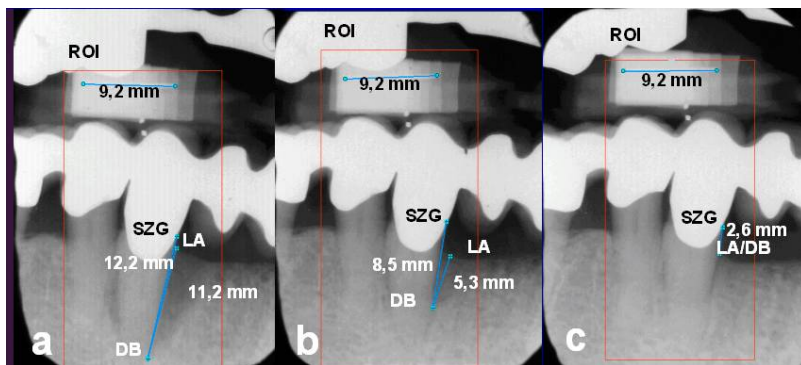 ROI
9,2 mm
SZG
LA
12,2 mm
11,2 mm
DB
a
ROI
9,2 mm
SZG
LA
8,5 mm
5,3 mm
DB
b
ROI
9,2 mm
SZG
2,6 mm
LA/DB
c